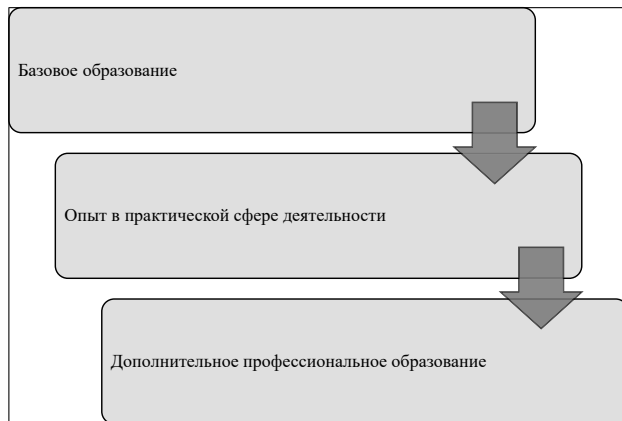 Базовое образование
Опыт в практической сфере деятельности
Дополнительное профессиональное образование